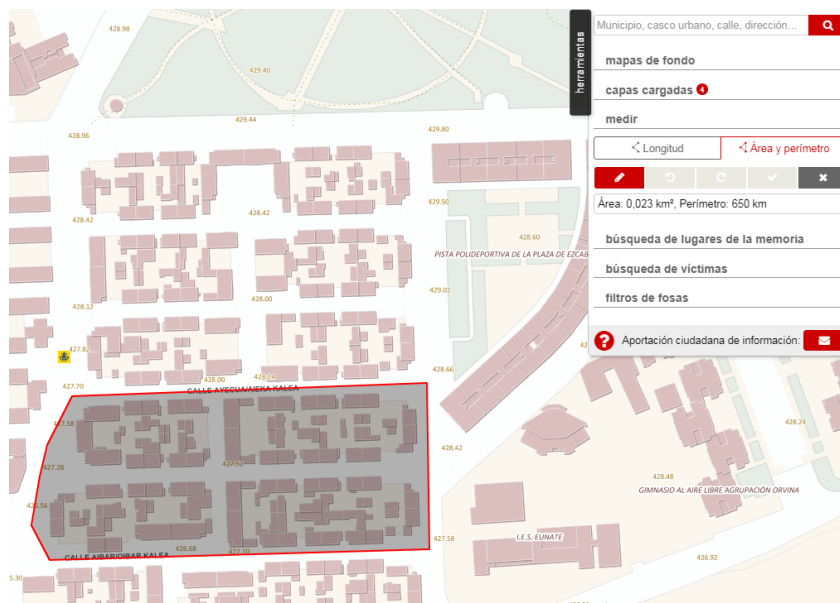 Municipio, casco urbano, calle, dirección...
herramientas
mapas de fondo
capas cargadas 4
medir
Longitud
Área y perímetro
Área: 0,023 km², Perímetro: 650 km
búsqueda de lugares de la memoria
búsqueda de víctimas
filtros de fosas
? Aportación ciudadana de información:
428.98
429.40
429.44
428.96
429.80
429.50
428.42
428.42
428.60
PISTA POLIDEPORTIVA DE LA PLAZA DE EZCAB
429.02
428.00
428.12
427.82
428.66
428.00
427.70
CALLE AYEGUI/AIEKA KALEA
427.58
428.24
428.42
427.28
427.52
428.48
GIMNASIO AL AIRE LIBRE AGRUPACIÓN ORVINA
I.E.S. EUNATE
427.58
426.68
427.10
CALLE AIBAR/OIBAR KALEA
426.92
5.30